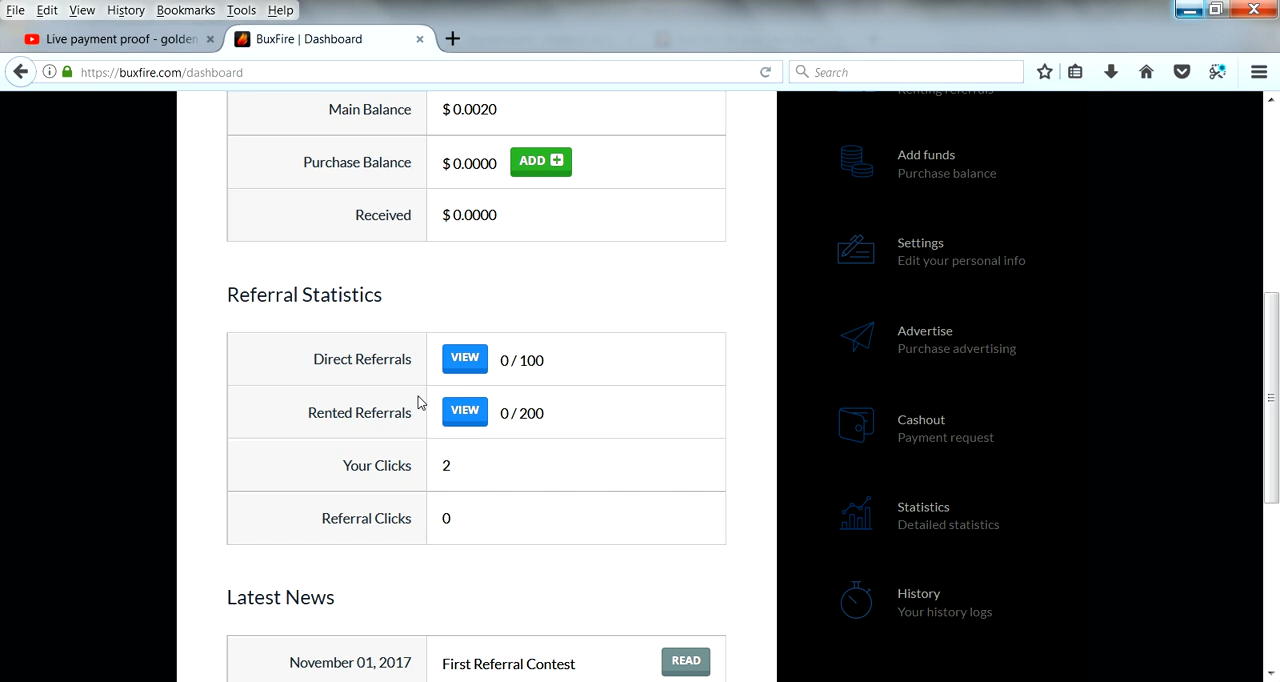 File Edit View History Bookmarks Tools Help
Live payment proof - golden
BuxFire | Dashboard
https://buxfire.com/dashboard
Search
Main Balance $ 0.0020
Purchase Balance $ 0.0000 ADD
Received $ 0.0000
Referral Statistics
Direct Referrals VIEW 0 / 100
Rented Referrals VIEW 0 / 200
Your Clicks 2
Referral Clicks 0
Latest News
November 01, 2017 First Referral Contest READ
Renting referrals
Add funds
Purchase balance
Settings
Edit your personal info
Advertise
Purchase advertising
Cashout
Payment request
Statistics
Detailed statistics
History
Your history logs